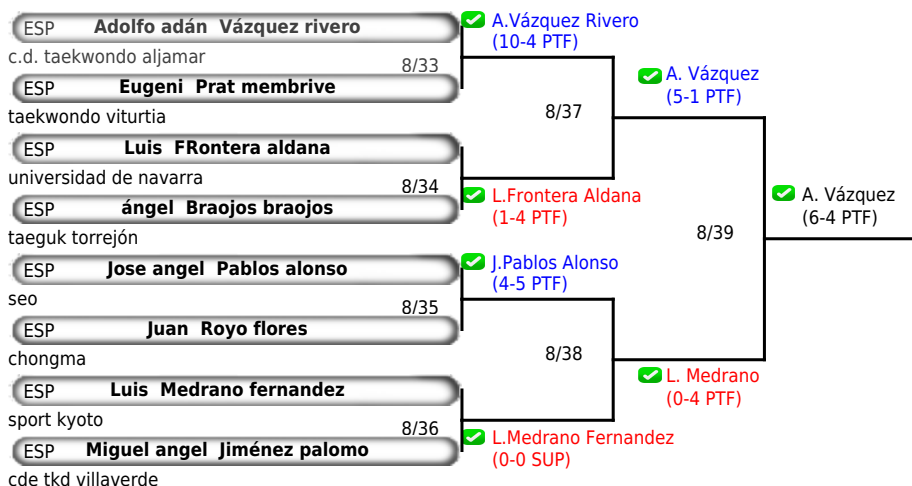 ESP Adolfo adán Vázquez rivero
c.d. taekwondo aljamar
8/33
ESP Eugeni Prat membrive
taekwondo viturtia
ESP Luis FRontera aldana
universidad de navarra
8/34
ESP ángel Braojos braojos
taeguk torrejón
ESP Jose angel Pablos alonso
seo
8/35
ESP Juan Royo flores
chongma
ESP Luis Medrano fernandez
sport kyoto
8/36
ESP Miguel angel Jiménez palomo
cde tkd villaverde
A.Vázquez Rivero
(10-4 PTF)
8/37
L.Frontera Aldana
(1-4 PTF)
J.Pablos Alonso
(4-5 PTF)
8/38
L.Medrano Fernandez
(0-0 SUP)
A. Vázquez
(5-1 PTF)
8/39
L. Medrano
(0-4 PTF)
A. Vázquez
(6-4 PTF)